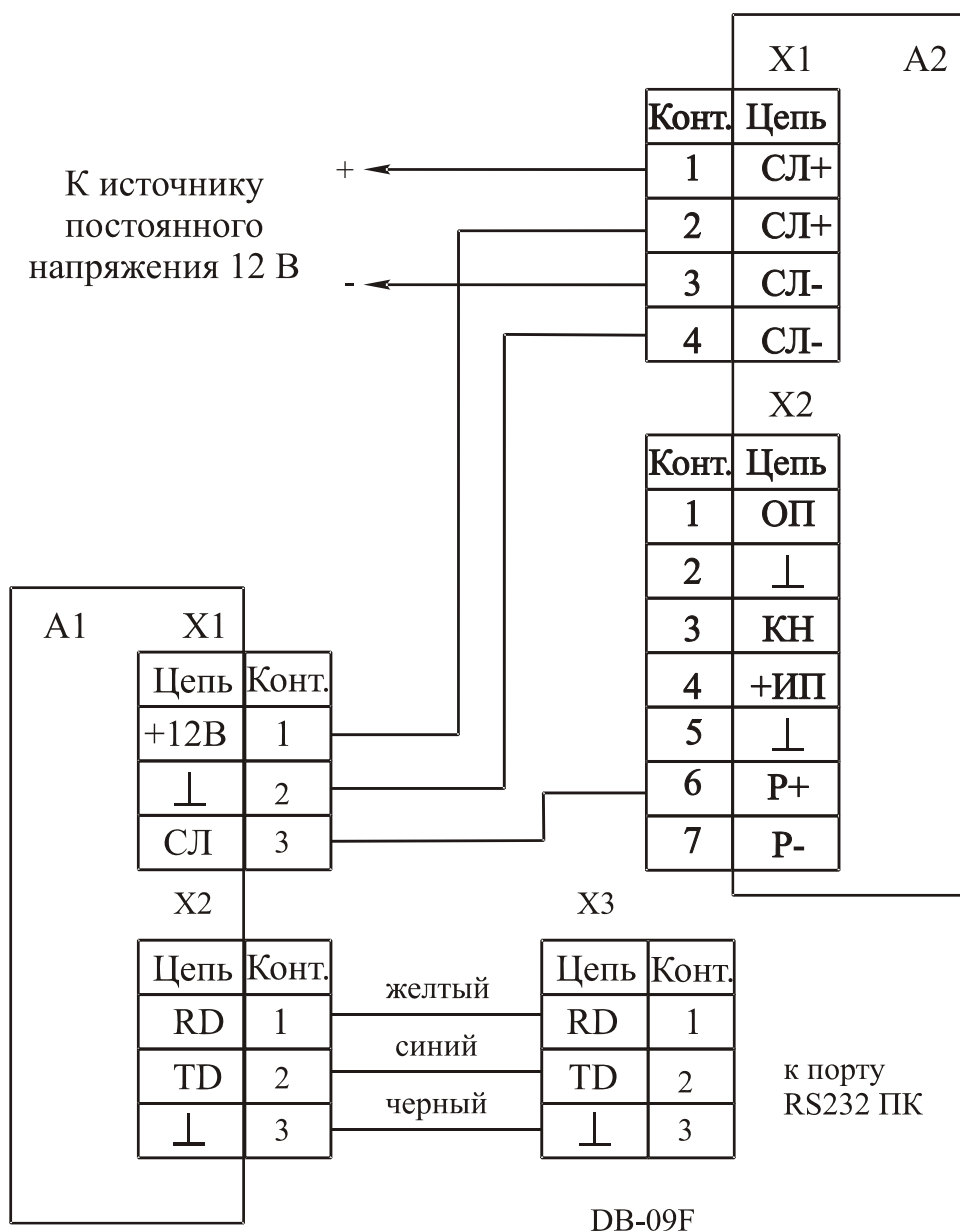 X1 A2
Конт. Цепь
1 СЛ+
2 СЛ+
3 СЛ-
4 СЛ-
К источнику
постоянного
напряжения 12 В
+
-
X2
Конт. Цепь
1 ОП
2 ⊥
3 КН
4 +ИП
5 ⊥
6 Р+
7 Р-
А1 X1
Цепь Конт.
+12В 1
⊥ 2
СЛ 3
X2
Цепь Конт.
RD 1
TD 2
⊥ 3
желтый
синий
черный
X3
Цепь Конт.
RD 1
TD 2
⊥ 3
к порту
RS232 ПК
DB-09F